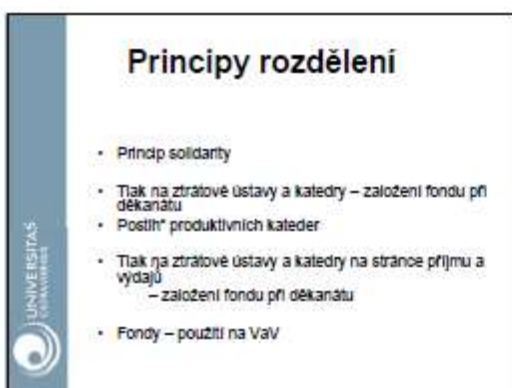 Principy rozdělení
• Princip solidarity
• Tlak na ztrátové ústavy a katedry – založení fondu při
děkanátu
• Postih" produktivních kateder
• Tlak na ztrátové ústavy a katedry na stránce příjmu a
výdajů
– založení fondu při děkanátu
• Fondy – použití na VaV
UNIVERSITAS